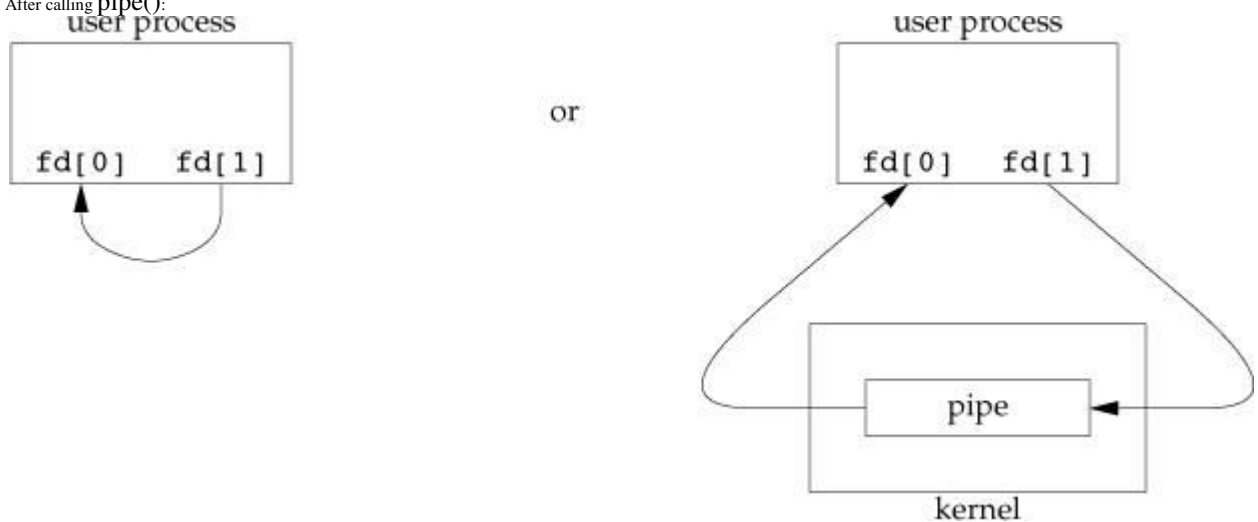 After calling pipe():
user process
fd[0] fd[1]
or
user process
fd[0] fd[1]
pipe
kernel